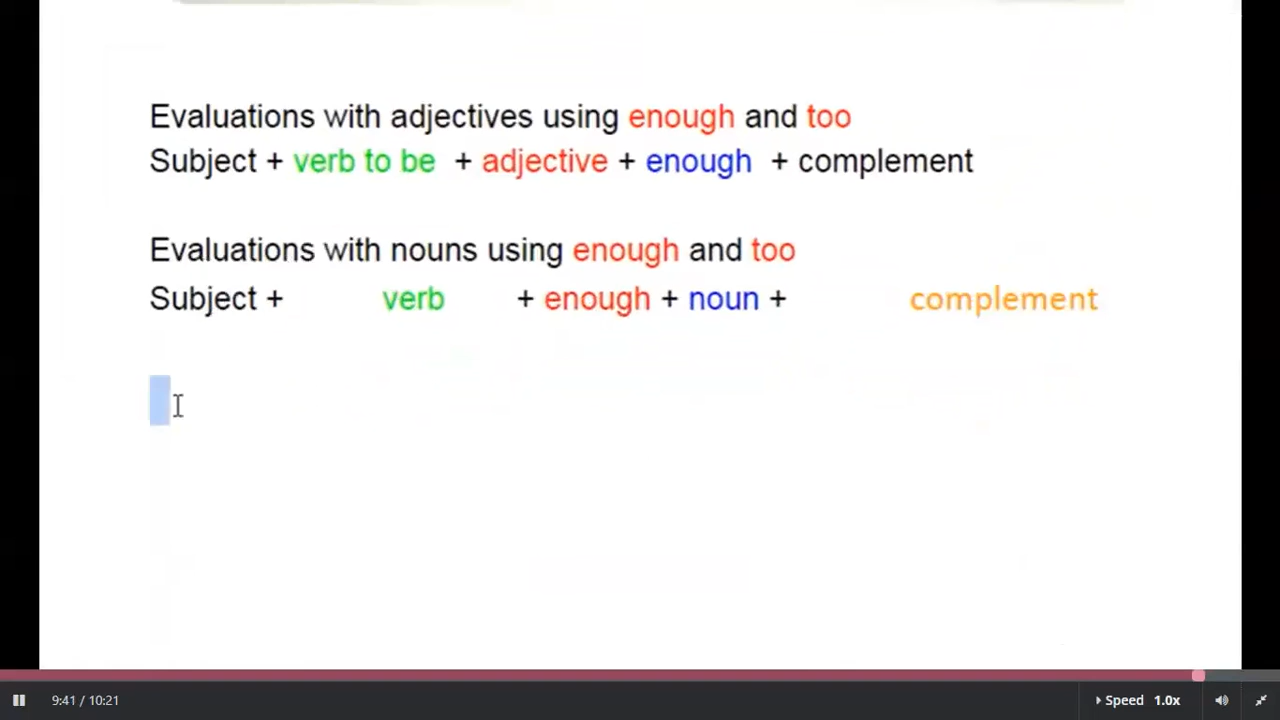 Evaluations with adjectives using enough and too
Subject + verb to be + adjective + enough + complement
Evaluations with nouns using enough and too
Subject + verb + enough + noun + complement
9:41 / 10:21
Speed 1.0x